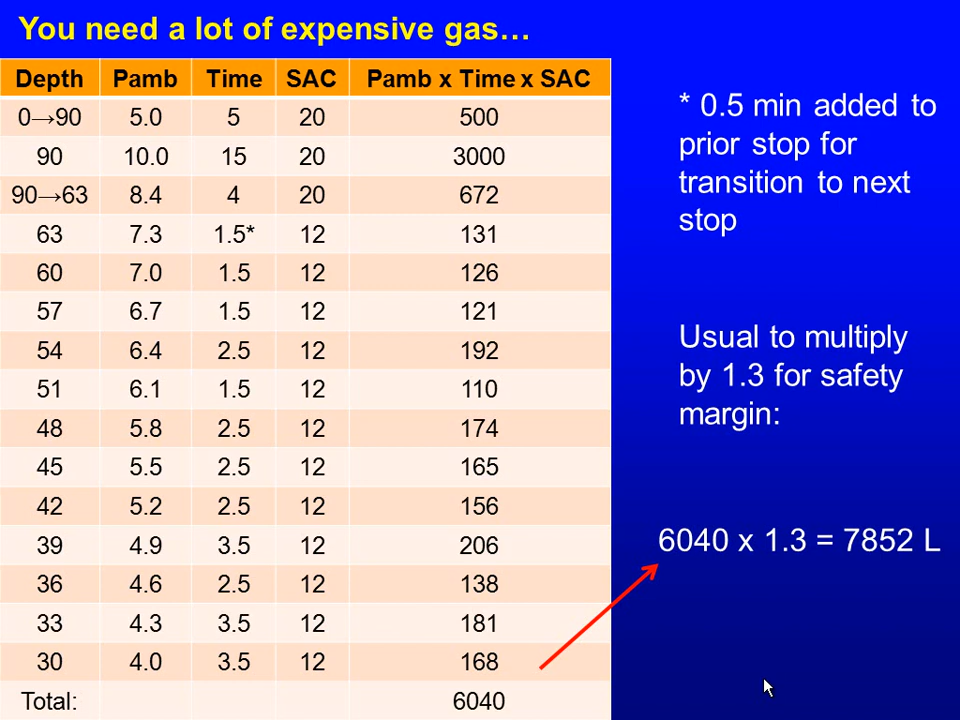 You need a lot of expensive gas…
Depth Pamb Time SAC Pamb x Time x SAC
0→90 5.0 5 20 500
90 10.0 15 20 3000
90→63 8.4 4 20 672
63 7.3 1.5* 12 131
60 7.0 1.5 12 126
57 6.7 1.5 12 121
54 6.4 2.5 12 192
51 6.1 1.5 12 110
48 5.8 2.5 12 174
45 5.5 2.5 12 165
42 5.2 2.5 12 156
39 4.9 3.5 12 206
36 4.6 2.5 12 138
33 4.3 3.5 12 181
30 4.0 3.5 12 168
Total: 6040
* 0.5 min added to
prior stop for
transition to next
stop
Usual to multiply
by 1.3 for safety
margin:
6040 x 1.3 = 7852 L